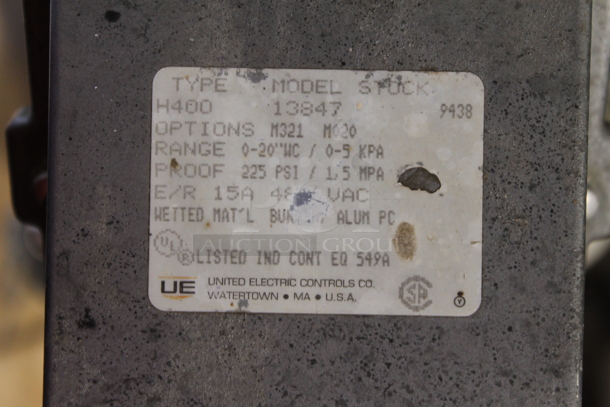 TYPE MODEL STOCK
H400 13847 9438
OPTIONS M321 M020
RANGE 0-20"WC / 0-5 KPA
PROOF 225 PSI / 1,5 MPA
E/R 15A VAC
WETTED MAT'L ALUM PC
UL ®LISTED IND CONT EQ 549A
AUCTION GROUP
UE UNITED ELECTRIC CONTROLS CO.
WATERTOWN • MA • U.S.A.